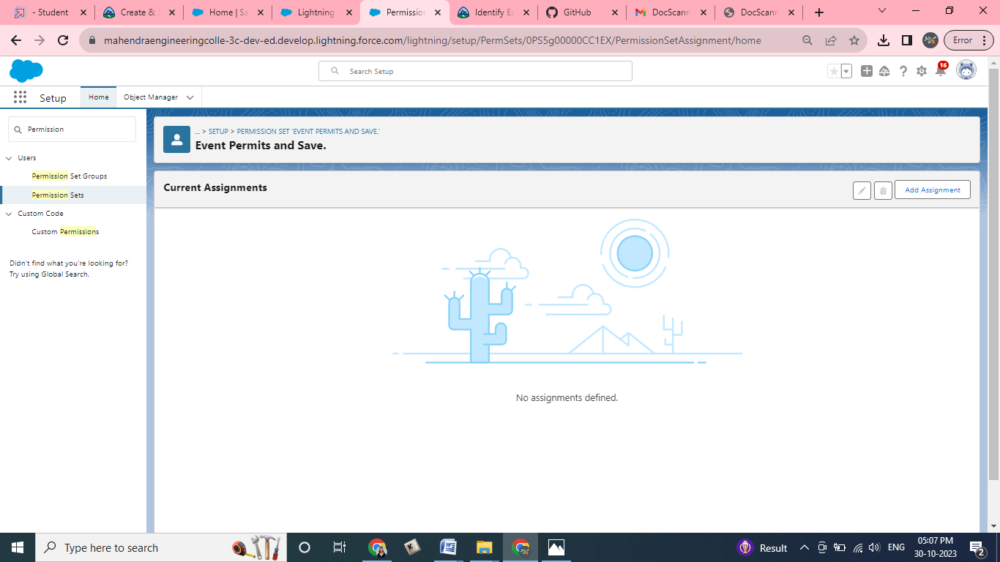 - Student
Create &
Home | Sa
Lightning
Permission
Identify Ex
GitHub
DocScann
DocScann
mahendraengineeringcolle-3c-dev-ed.develop.lightning.force.com/lightning/setup/PermSets/0PS5g00000CC1EX/PermissionSetAssignment/home
Error
Search Setup
16
Setup
Home
Object Manager
Permission
Users
Permission Set Groups
Permission Sets
Custom Code
Custom Permissions
Didn't find what you're looking for?
Try using Global Search.
... > SETUP > PERMISSION SET 'EVENT PERMITS AND SAVE.'
Event Permits and Save.
Current Assignments
Add Assignment
No assignments defined.
Type here to search
Result
ENG
05:07 PM
30-10-2023
2